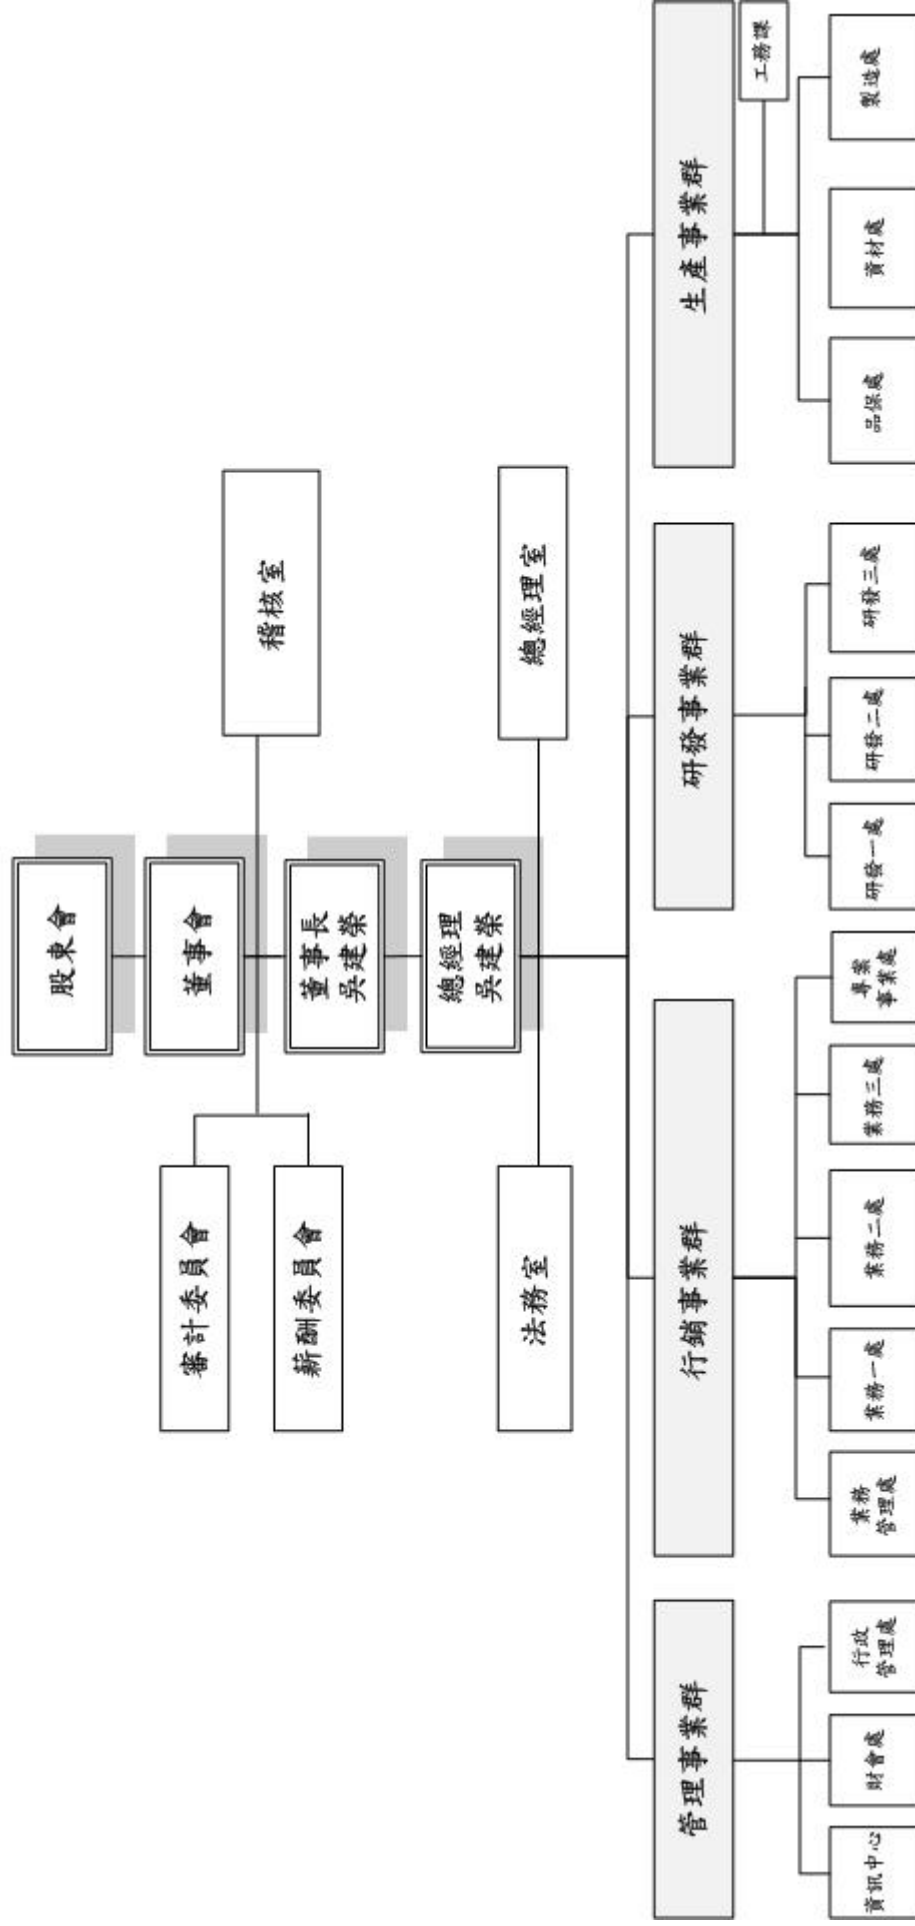 股東會
董事會
審計委員會
薪酬委員會
稽核室
董事長
吳建榮
總經理
吳建榮
法務室
總經理室
管理事業群
行銷事業群
研發事業群
生產事業群
工務課
資訊中心
財會處
行政
管理處
業務
管理處
業務一處
業務二處
業務三處
專業
事業處
研發一處
研發二處
研發三處
品保處
資材處
製造處